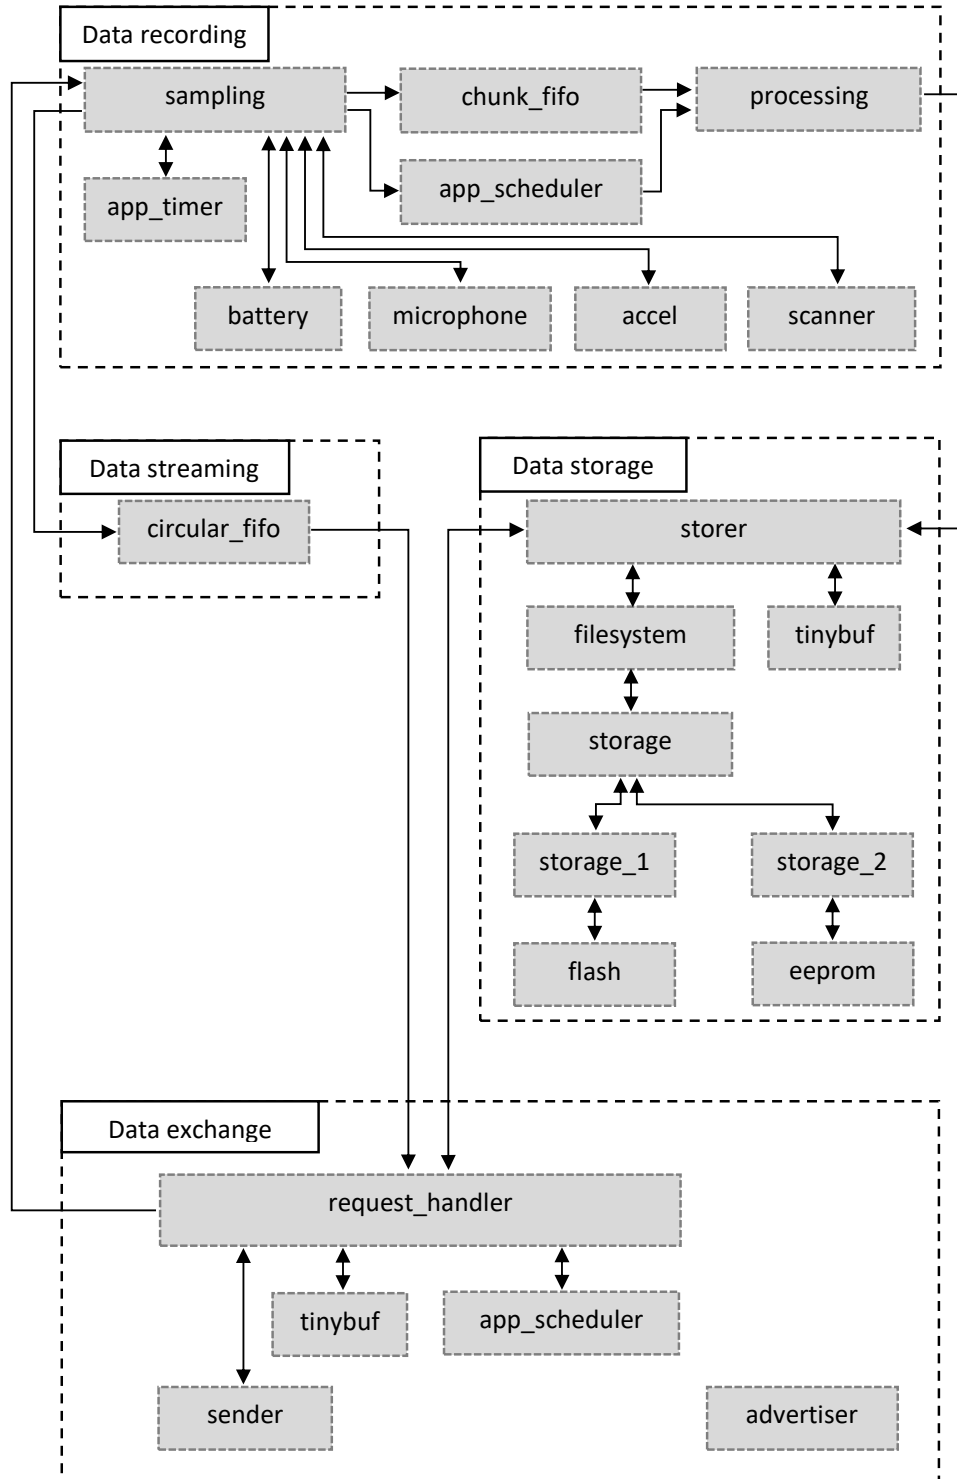 Data recording
sampling
chunk_fifo
processing
app_timer
app_scheduler
battery
microphone
accel
scanner
Data streaming
circular_fifo
Data storage
storer
filesystem
tinybuf
storage
storage_1
storage_2
flash
eeprom
Data exchange
request_handler
tinybuf
app_scheduler
sender
advertiser